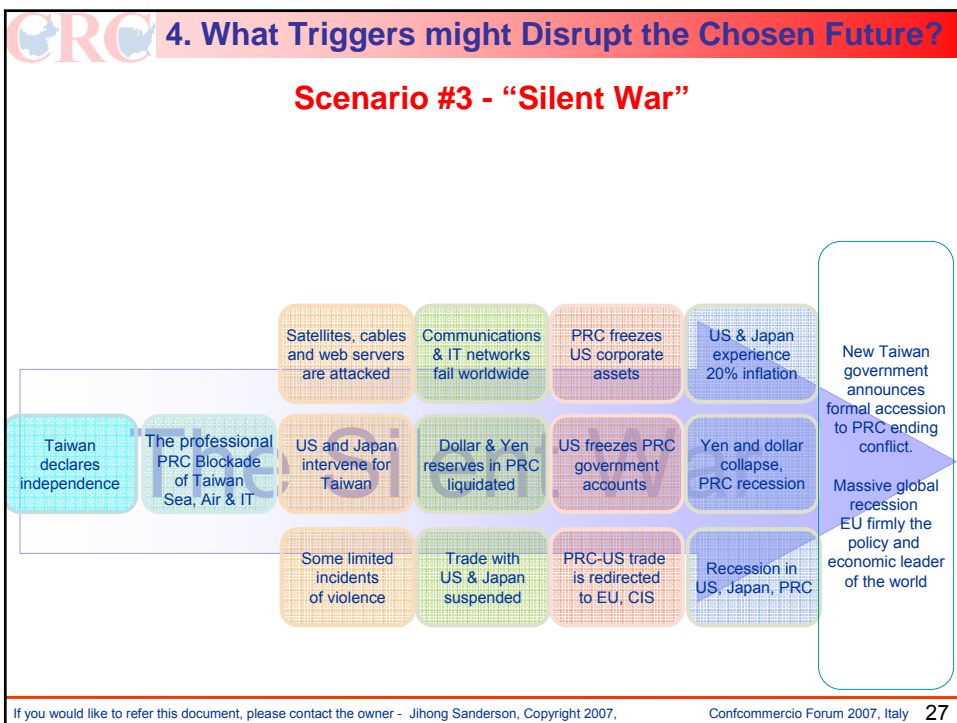 CRC
4. What Triggers might Disrupt the Chosen Future?
Scenario #3 - “Silent War”
The Silent War
Taiwan
declares
independence
The professional
PRC Blockade
of Taiwan
Sea, Air & IT
Satellites, cables
and web servers
are attacked
US and Japan
intervene for
Taiwan
Some limited
incidents
of violence
Communications
& IT networks
fail worldwide
Dollar & Yen
reserves in PRC
liquidated
Trade with
US & Japan
suspended
PRC freezes
US corporate
assets
US freezes PRC
government
accounts
PRC-US trade
is redirected
to EU, CIS
US & Japan
experience
20% inflation
Yen and dollar
collapse,
PRC recession
Recession in
US, Japan, PRC
New Taiwan
government
announces
formal accession
to PRC ending
conflict.
Massive global
recession
EU firmly the
policy and
economic leader
of the world
If you would like to refer this document, please contact the owner - Jihong Sanderson, Copyright 2007,
Confcommercio Forum 2007, Italy
27